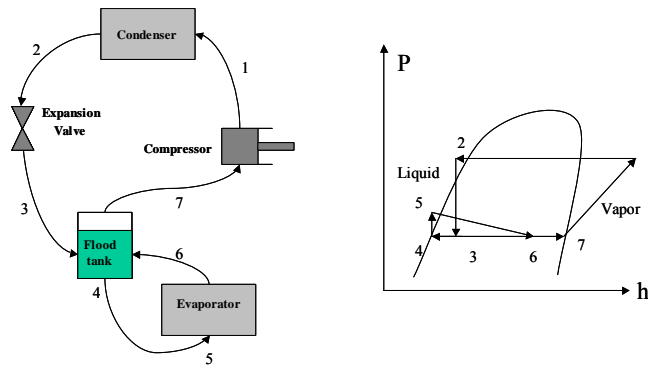 Condenser
2
1
Expansion
Valve
Compressor
3
7
Flood
tank
6
4
Evaporator
5
P
2
Liquid
5
Vapor
4
3
6
7
h